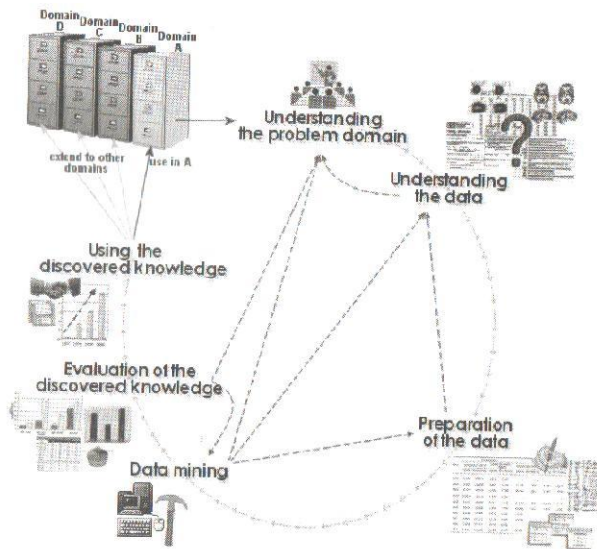 Domain
D
Domain
C
Domain
B
Domain
A
Understanding
the problem domain
Understanding
the data
extend to other
domains
use in A
Using the
discovered knowledge
Evaluation of the
discovered knowledge
Preparation
of the data
Data mining
?